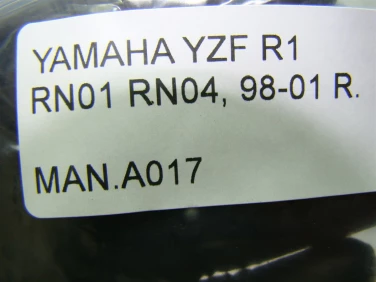 YAMAHA YZF R1
RN01 RN04, 98-01 R.
MAN.A017